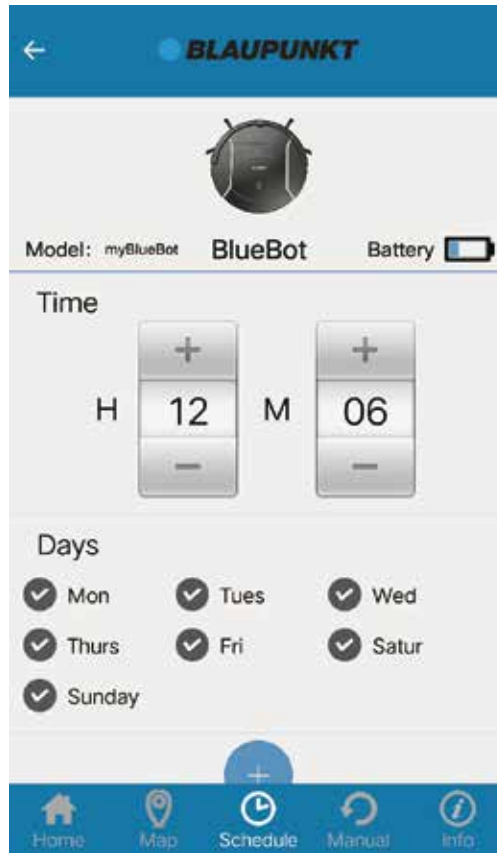 BLAUPUNKT
Model: myBlueBot BlueBot Battery
Time
+ +
H 12 M 06
− −
Days
Mon Tues Wed
Thurs Fri Satur
Sunday
+
Home Map Schedule Manual Info